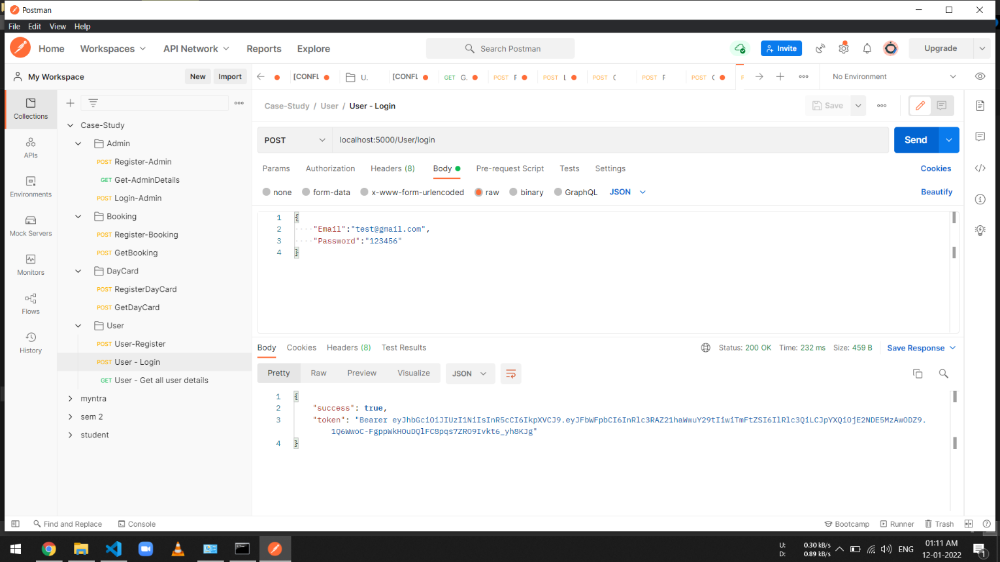 Postman
File Edit View Help
Home Workspaces API Network Reports Explore Search Postman Invite Upgrade
My Workspace New Import [CONFL U. [CONFL GET G. POST F POST L POST C POST F POST C No Environment
Collections
APIs
Environments
Mock Servers
Monitors
Flows
History
Case-Study
Admin
POST Register-Admin
GET Get-AdminDetails
POST Login-Admin
Booking
POST Register-Booking
POST GetBooking
DayCard
POST RegisterDayCard
POST GetDayCard
User
POST User-Register
POST User - Login
GET User - Get all user details
myntra
sem 2
student
Case-Study / User / User - Login Save
POST localhost:5000/User/login Send
Params Authorization Headers (8) Body Pre-request Script Tests Settings Cookies
none form-data x-www-form-urlencoded raw binary GraphQL JSON Beautify
1 {
2 "Email":"test@gmail.com",
3 "Password":"123456"
4 }
Body Cookies Headers (8) Test Results Status: 200 OK Time: 232 ms Size: 459 B Save Response
Pretty Raw Preview Visualize JSON
1 {
2 "success": true,
3 "token": "Bearer eyJhbGciOiJIUzI1NiIsInR5cCI6IkpXVCJ9.eyJFbWFpbCI6InRlc3RAZ21haWwuY29tIiwiTmFtZSI6IlRlc3QiLCJpYXQiOjE2NDE5MzAwODZ9.
1Q6WwoC-FgppWkHOuDQlFC8pqs7ZRO9Ivkt6_yh8KJg"
4 }
Find and Replace Console Bootcamp Runner Trash
U: 0.30 kB/s
D: 0.89 kB/s
ENG
01:11 AM
12-01-2022
1